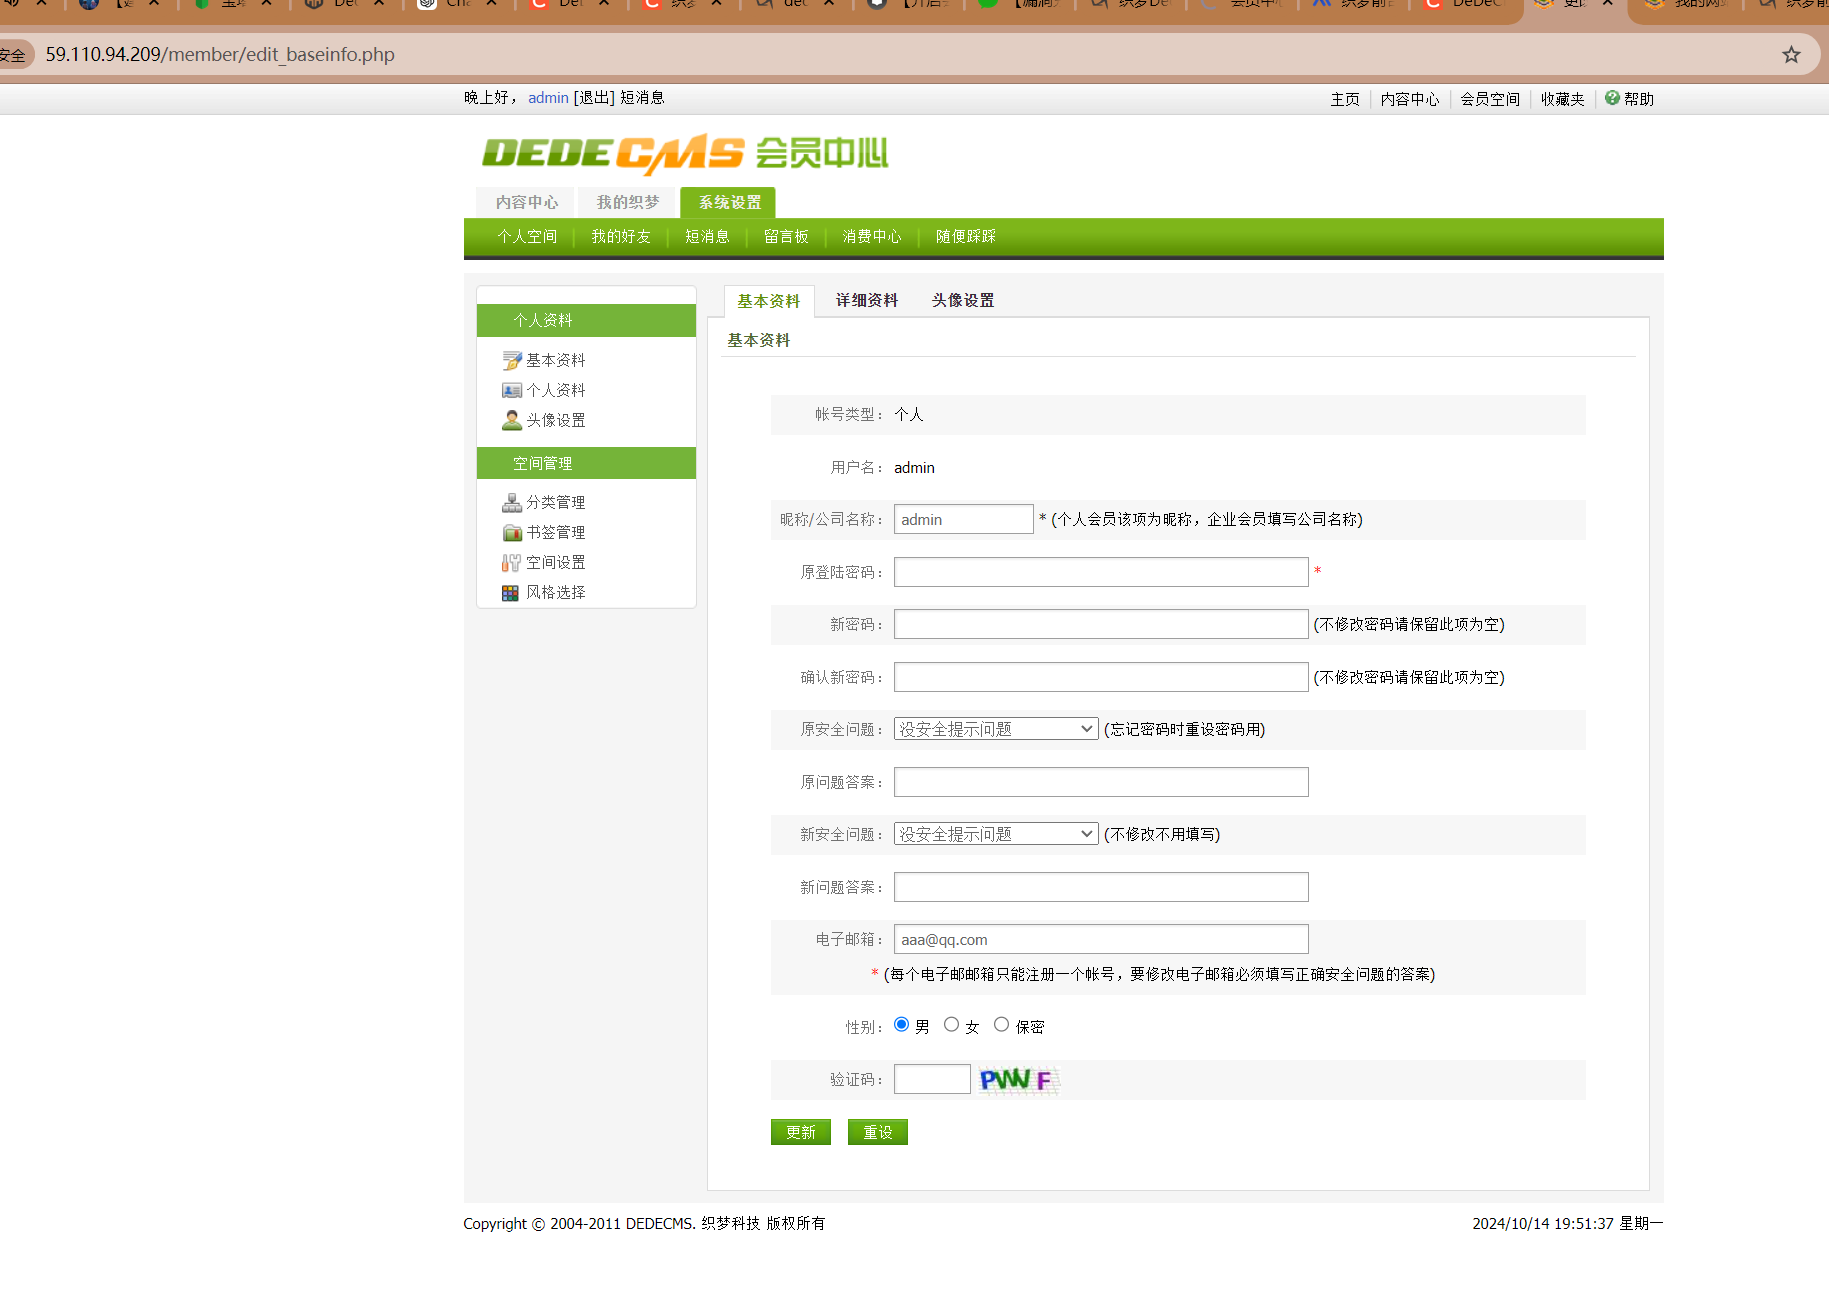 安全 59.110.94.209/member/edit_baseinfo.php
晚上好， admin [退出] 短消息
主页 内容中心 会员空间 收藏夹 帮助
DEDECMS 会员中心
内容中心 我的织梦 系统设置
个人空间 我的好友 短消息 留言板 消费中心 随便踩踩
个人资料
基本资料
个人资料
头像设置
空间管理
分类管理
书签管理
空间设置
风格选择
基本资料 详细资料 头像设置
基本资料
帐号类型： 个人
用户名： admin
昵称/公司名称： admin * (个人会员该项为昵称，企业会员填写公司名称)
原登陆密码： *
新密码： (不修改密码请保留此项为空)
确认新密码： (不修改密码请保留此项为空)
原安全问题： 没安全提示问题 (忘记密码时重设密码用)
原问题答案：
新安全问题： 没安全提示问题 (不修改不用填写)
新问题答案：
电子邮箱： aaa@qq.com
* (每个电子邮邮箱只能注册一个帐号，要修改电子邮箱必须填写正确安全问题的答案)
性别： 男 女 保密
验证码： PWVF
更新 重设
Copyright © 2004-2011 DEDECMS. 织梦科技 版权所有
2024/10/14 19:51:37 星期一